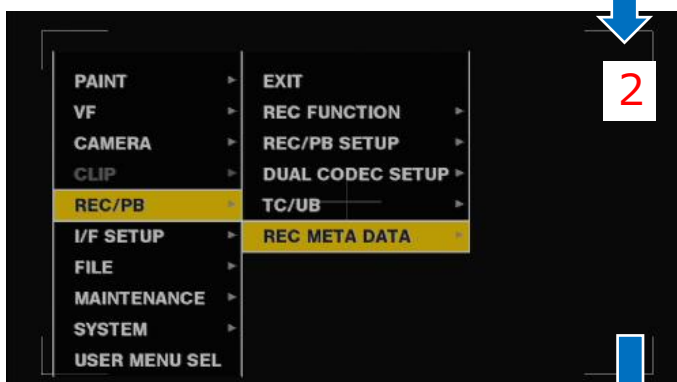 2
PAINT
VF
CAMERA
CLIP
REC/PB
I/F SETUP
FILE
MAINTENANCE
SYSTEM
USER MENU SEL
EXIT
REC FUNCTION
REC/PB SETUP
DUAL CODEC SETUP
TC/UB
REC META DATA